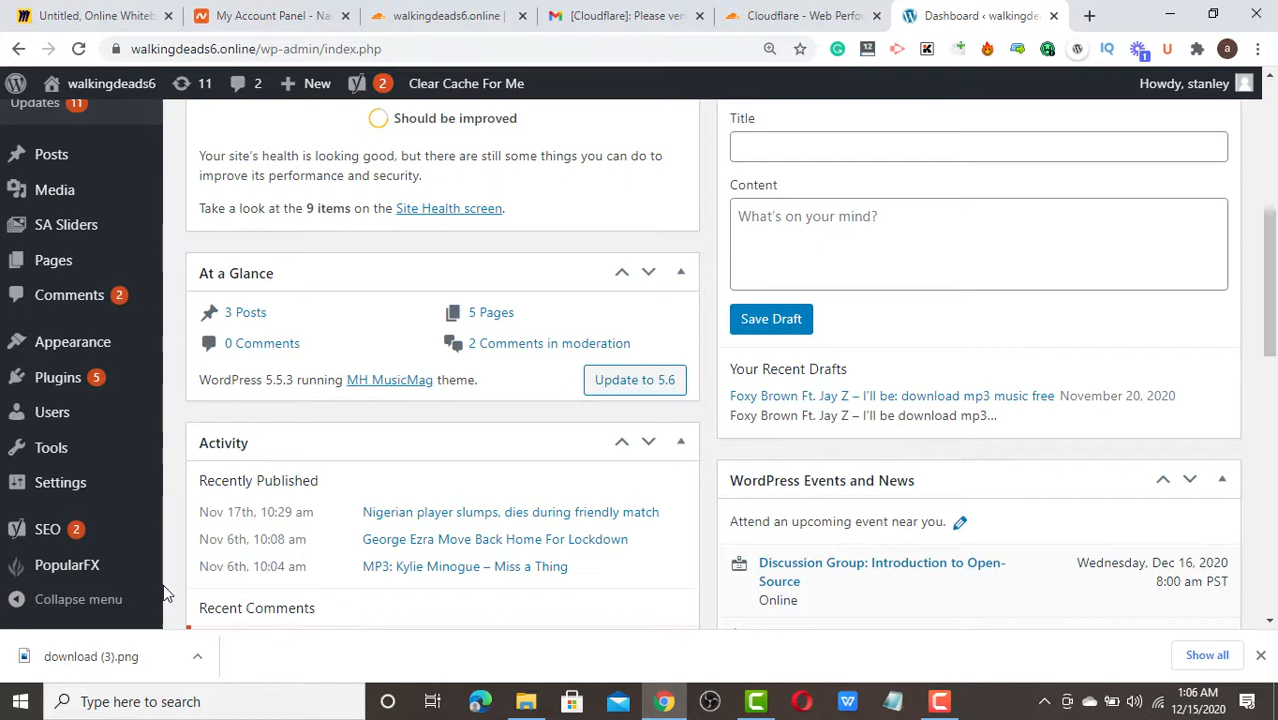 Untitled, Online Whiteb
My Account Panel - Nar
walkingdeads6.online |
[Cloudflare]: Please veri
Cloudflare - Web Perfor
Dashboard ‹ walkingde
walkingdeads6.online/wp-admin/index.php
walkingdeads6
11
2
New
2
Clear Cache For Me
Howdy, stanley
Updates 11
Posts
Media
SA Sliders
Pages
Comments 2
Appearance
Plugins 5
Users
Tools
Settings
SEO 2
PopularFX
Collapse menu
Should be improved
Your site's health is looking good, but there are still some things you can do to
improve its performance and security.
Take a look at the 9 items on the Site Health screen.
At a Glance
3 Posts
5 Pages
0 Comments
2 Comments in moderation
WordPress 5.5.3 running MH MusicMag theme.
Update to 5.6
Activity
Recently Published
Nov 17th, 10:29 am Nigerian player slumps, dies during friendly match
Nov 6th, 10:08 am George Ezra Move Back Home For Lockdown
Nov 6th, 10:04 am MP3: Kylie Minogue – Miss a Thing
Recent Comments
Title
Content
What's on your mind?
Save Draft
Your Recent Drafts
Foxy Brown Ft. Jay Z – I'll be: download mp3 music free November 20, 2020
Foxy Brown Ft. Jay Z – I'll be download mp3…
WordPress Events and News
Attend an upcoming event near you.
Discussion Group: Introduction to Open-
Source
Online
Wednesday, Dec 16, 2020
8:00 am PST
download (3).png
Show all
Type here to search
1:06 AM
12/15/2020